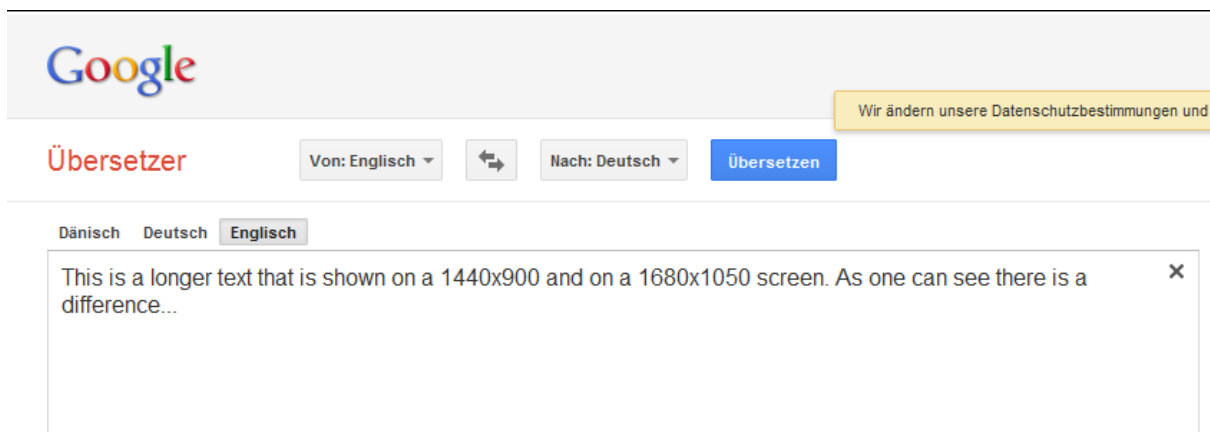 Google
Wir ändern unsere Datenschutzbestimmungen und
Übersetzer
Von: Englisch
Nach: Deutsch
Übersetzen
Dänisch Deutsch Englisch
This is a longer text that is shown on a 1440x900 and on a 1680x1050 screen. As one can see there is a
difference...